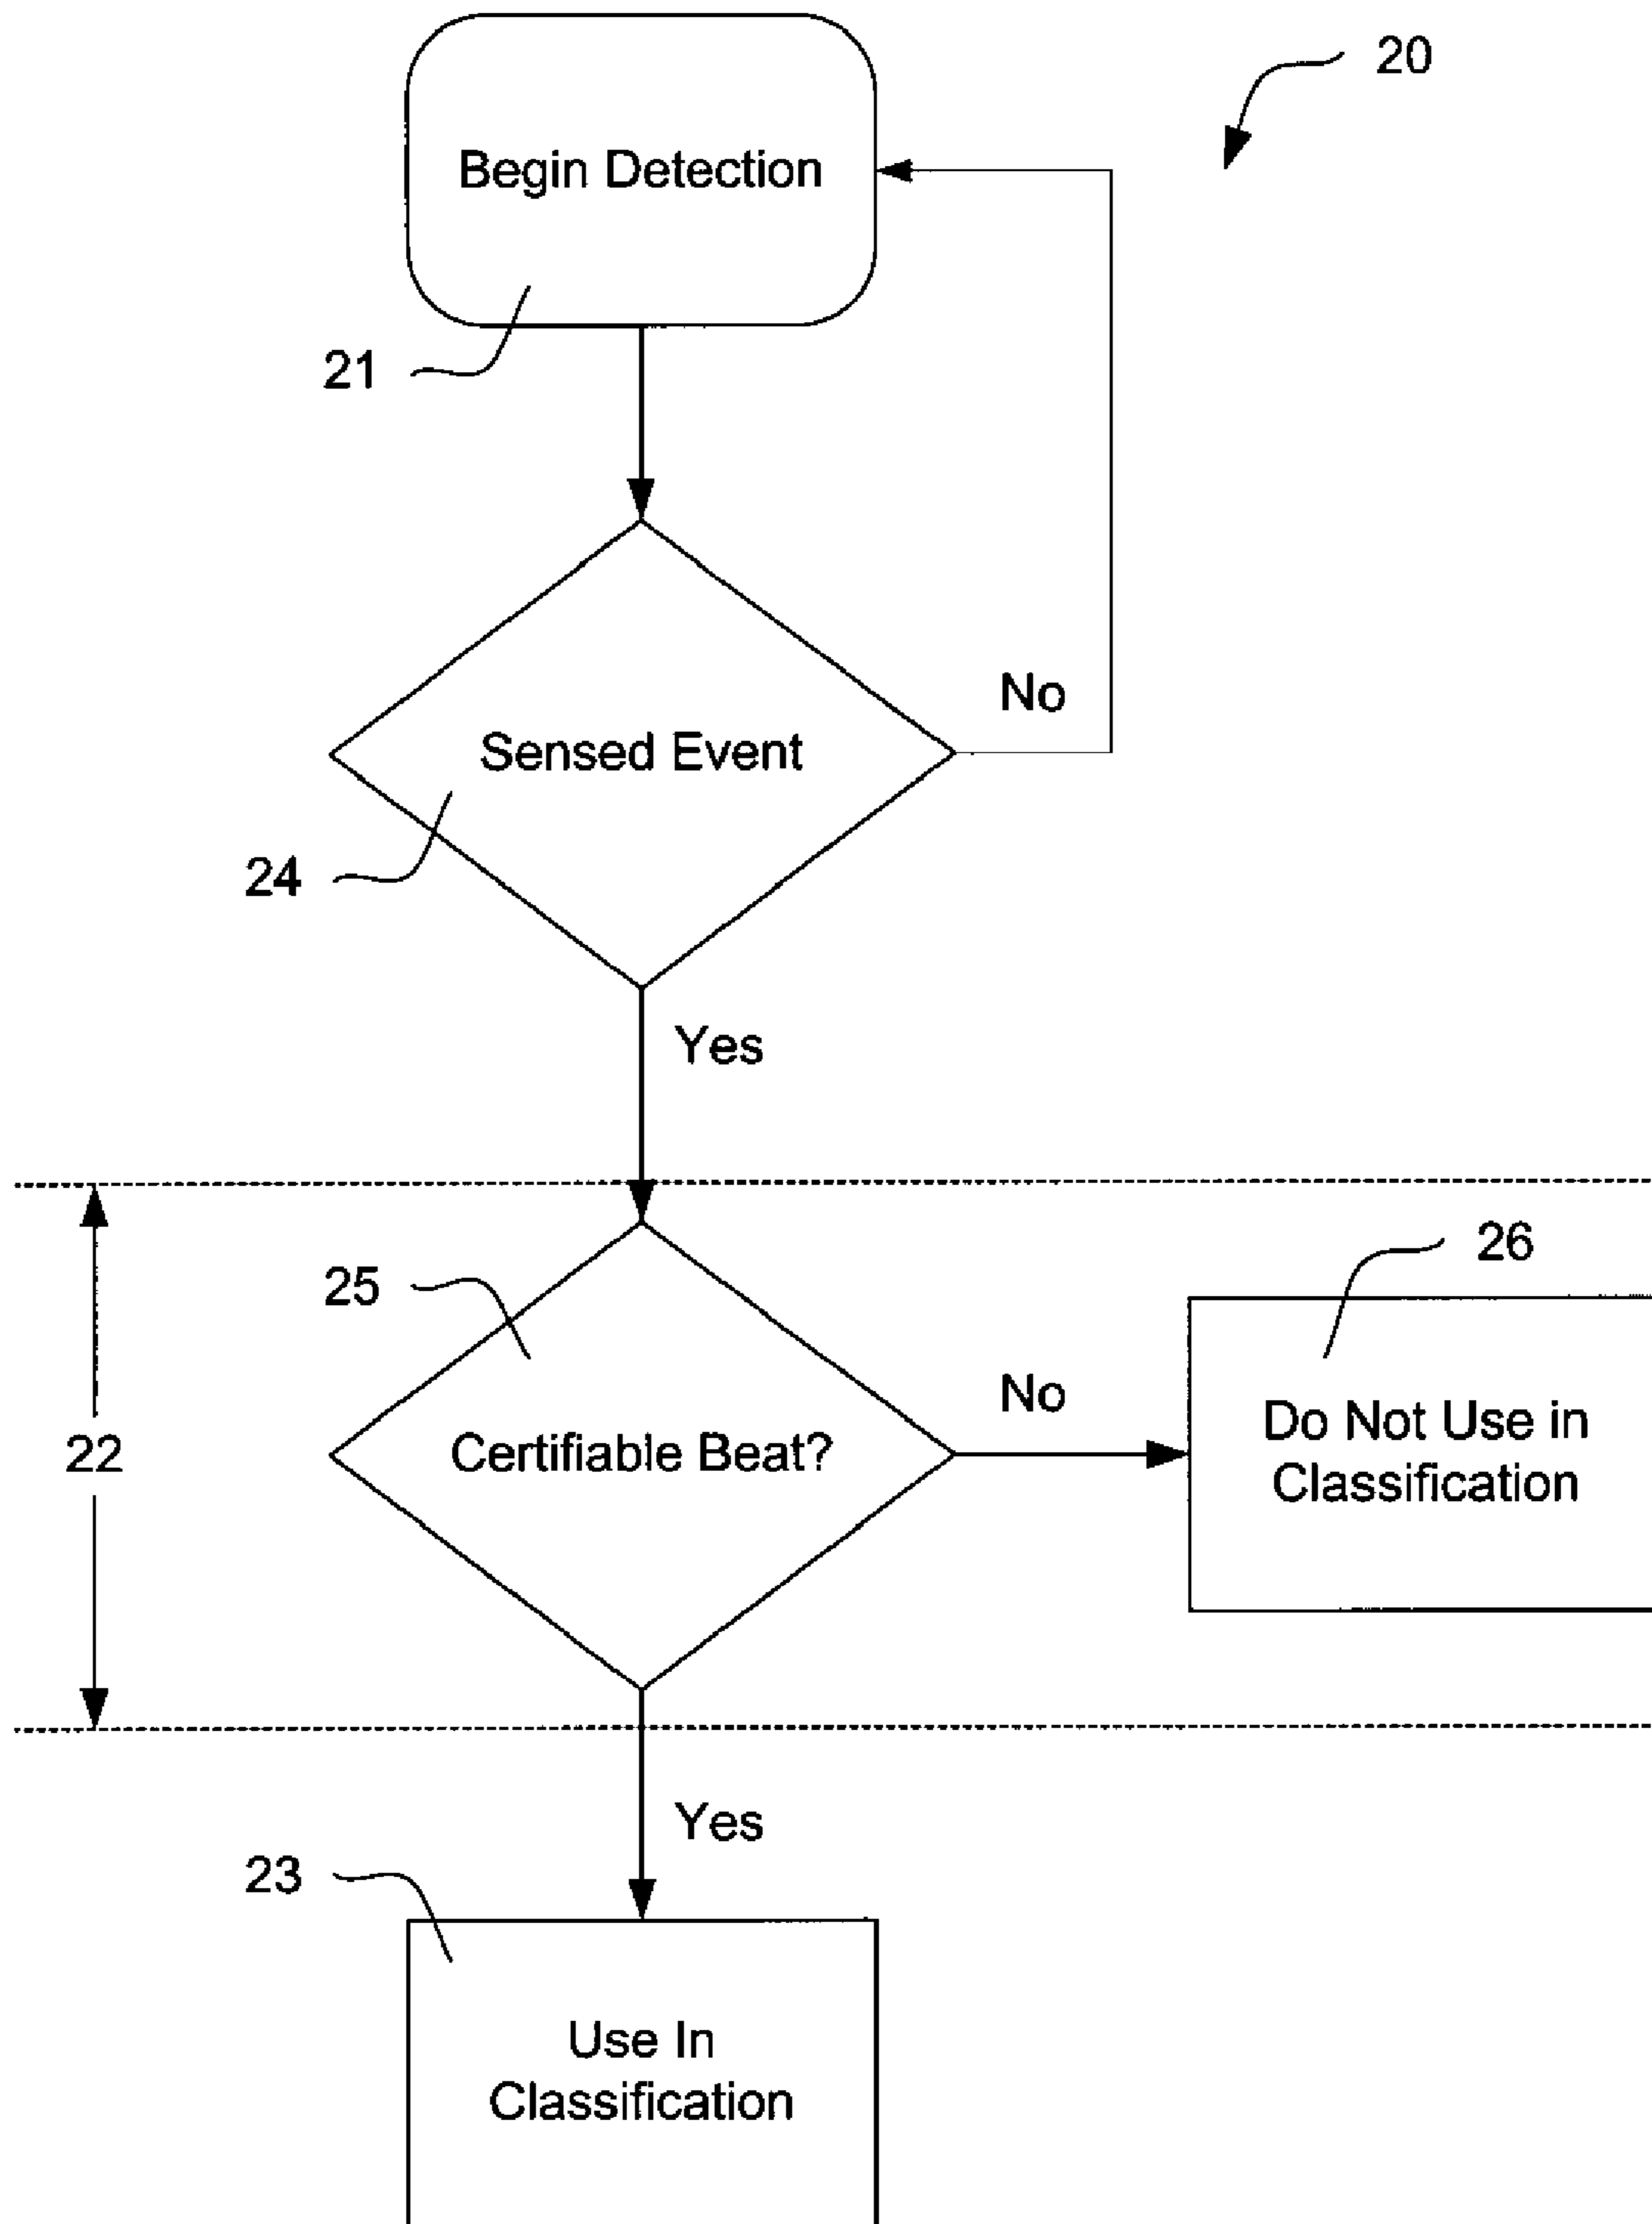 20
Begin Detection
21
No
Sensed Event
24
Yes
26
25
No
Do Not Use in
Classification
22
Certifiable Beat?
Yes
23
Use In
Classification